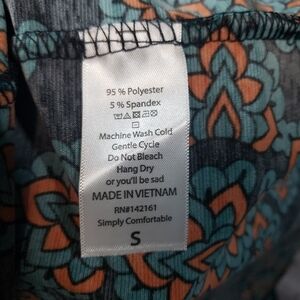 95 % Polyester
5 % Spandex
Machine Wash Cold
Gentle Cycle
Do Not Bleach
Hang Dry
or you'll be sad
MADE IN VIETNAM
RN#142161
Simply Comfortable
S